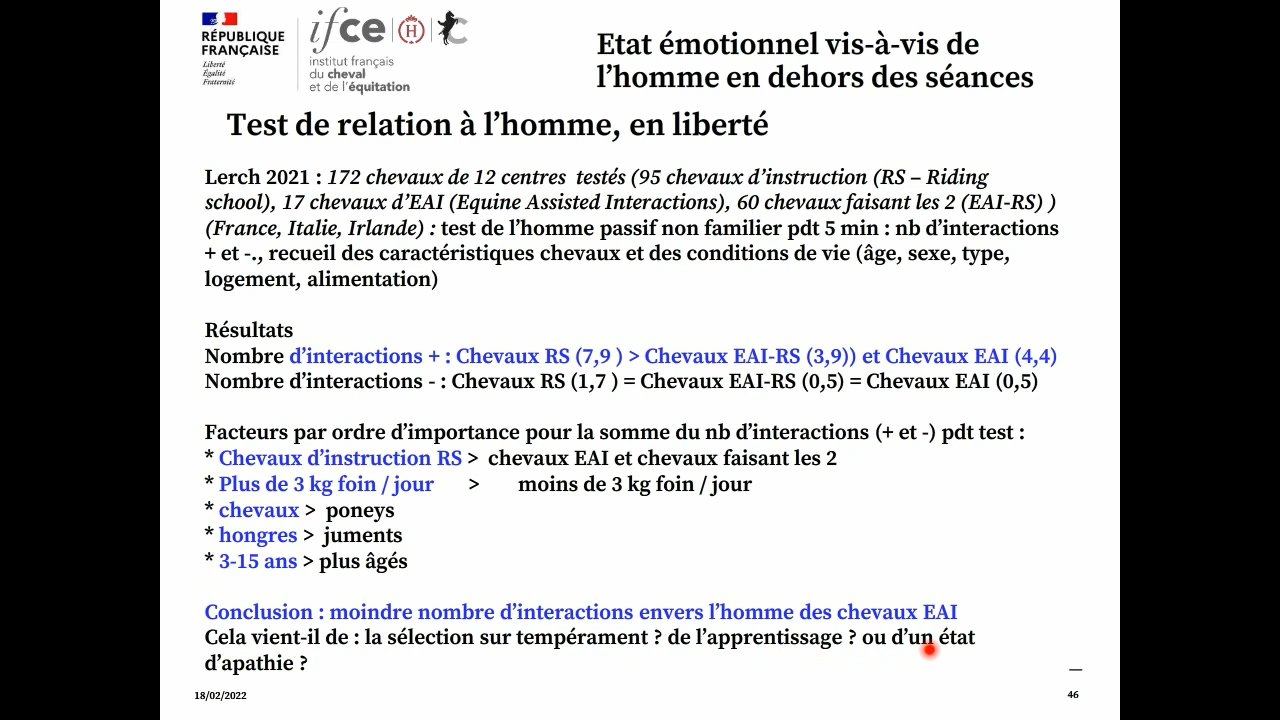 RÉPUBLIQUE
FRANÇAISE
Liberté
Égalité
Fraternité
ifce
H
institut français
du cheval
et de l'équitation
Etat émotionnel vis-à-vis de
l'homme en dehors des séances
Test de relation à l'homme, en liberté
Lerch 2021 : 172 chevaux de 12 centres testés (95 chevaux d'instruction (RS – Riding
school), 17 chevaux d'EAI (Equine Assisted Interactions), 60 chevaux faisant les 2 (EAI-RS) )
(France, Italie, Irlande) : test de l'homme passif non familier pdt 5 min : nb d'interactions
+ et -., recueil des caractéristiques chevaux et des conditions de vie (âge, sexe, type,
logement, alimentation)
Résultats
Nombre d'interactions + : Chevaux RS (7,9 ) > Chevaux EAI-RS (3,9)) et Chevaux EAI (4,4)
Nombre d'interactions - : Chevaux RS (1,7 ) = Chevaux EAI-RS (0,5) = Chevaux EAI (0,5)
Facteurs par ordre d'importance pour la somme du nb d'interactions (+ et -) pdt test :
* Chevaux d'instruction RS > chevaux EAI et chevaux faisant les 2
* Plus de 3 kg foin / jour > moins de 3 kg foin / jour
* chevaux > poneys
* hongres > juments
* 3-15 ans > plus âgés
Conclusion : moindre nombre d'interactions envers l'homme des chevaux EAI
Cela vient-il de : la sélection sur tempérament ? de l'apprentissage ? ou d'un état
d'apathie ?
18/02/2022
46